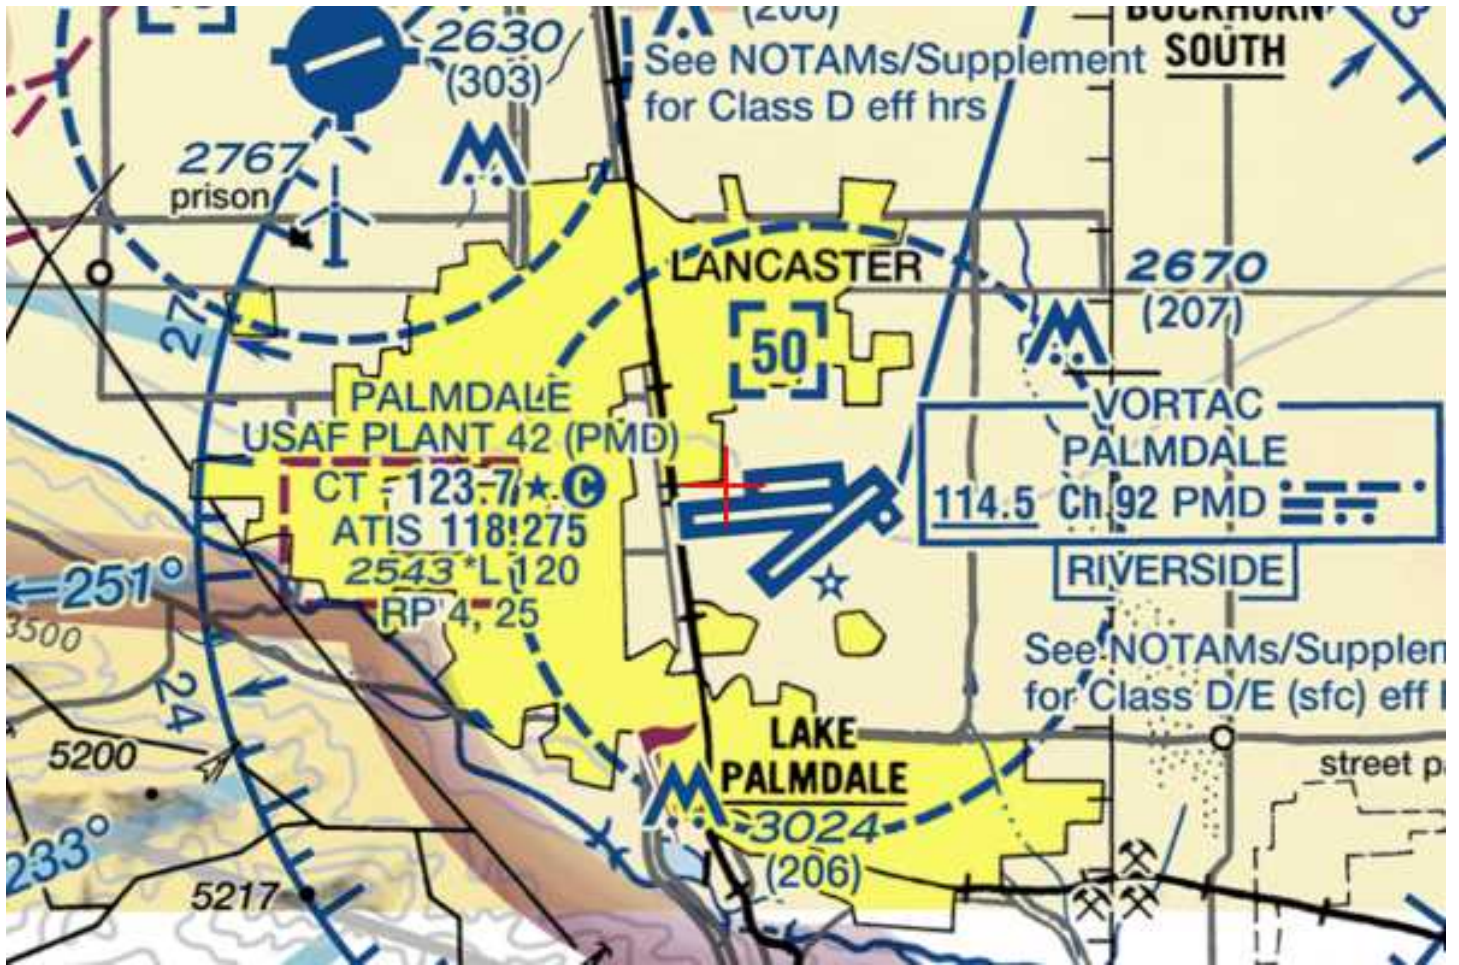 2630
(303)
(206)
See NOTAMs/Supplement
for Class D eff hrs
BUCKHORN
SOUTH
2767
prison
27
LANCASTER
50
2670
(207)
PALMDALE
USAF PLANT 42 (PMD)
CT - 123.7 ★ C
ATIS 118.275
2543 *L 120
RP 4, 25
VORTAC
PALMDALE
114.5 Ch 92 PMD
RIVERSIDE
251°
3500
See NOTAMs/Supplem
for Class D/E (sfc) eff
24
5200
LAKE
PALMDALE
3024
(206)
street pa
233°
5217